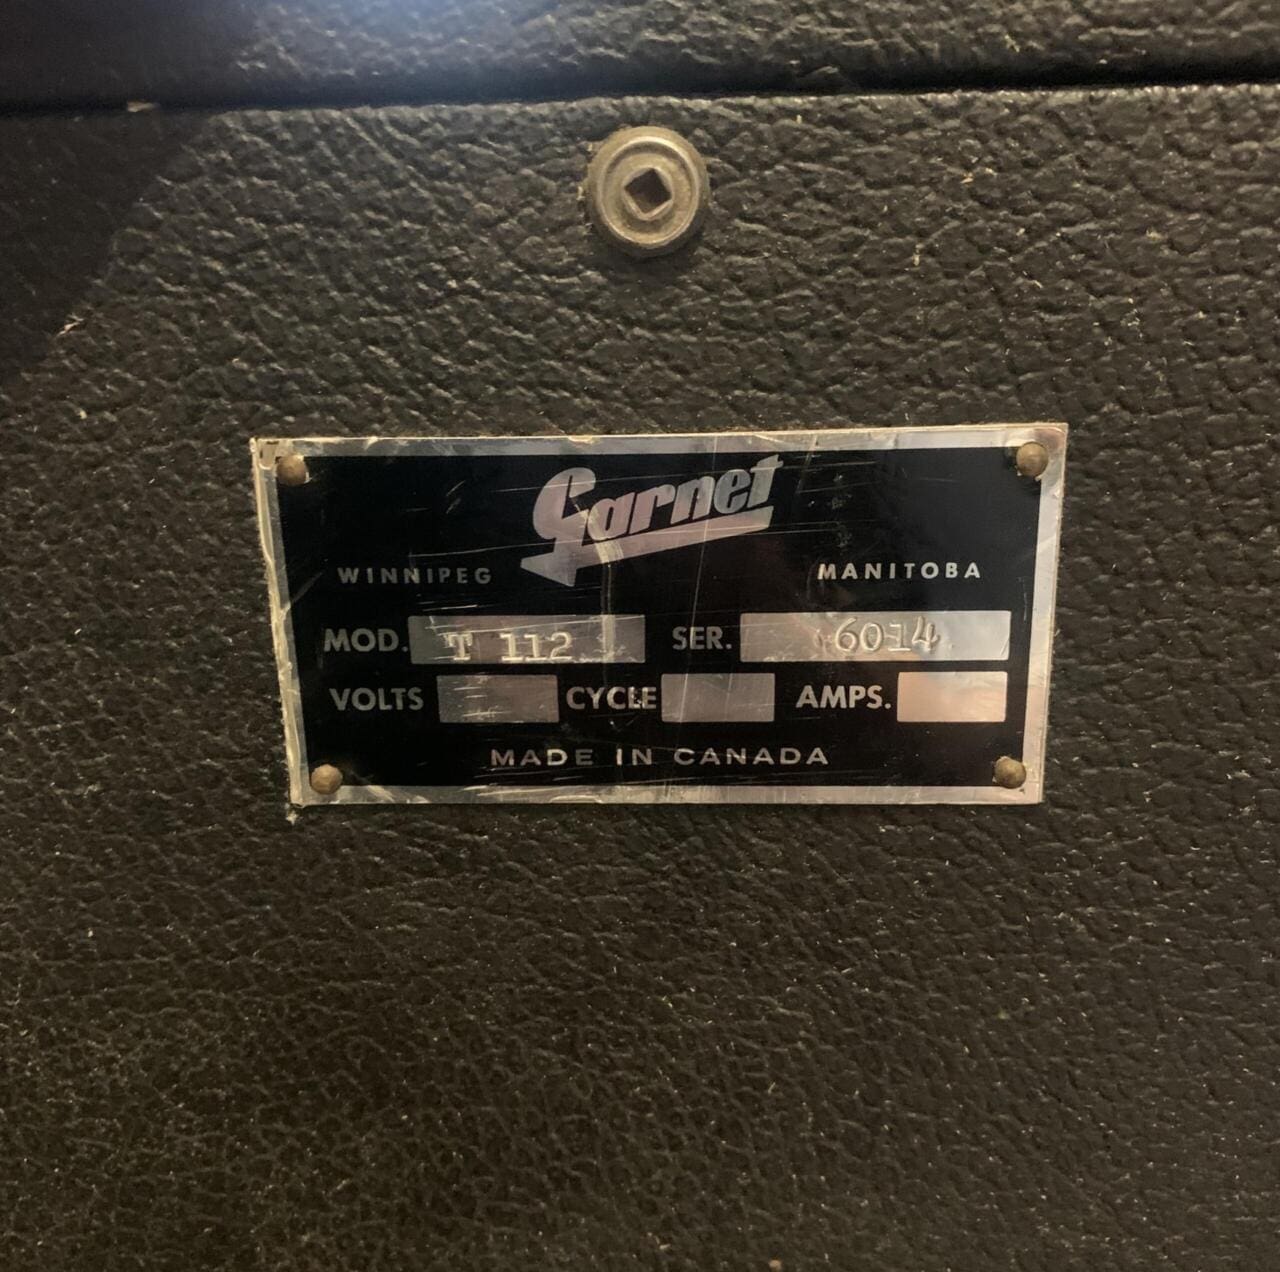 Garnet
WINNIPEG MANITOBA
MOD. T 112 SER. 6014
VOLTS CYCLE AMPS.
MADE IN CANADA